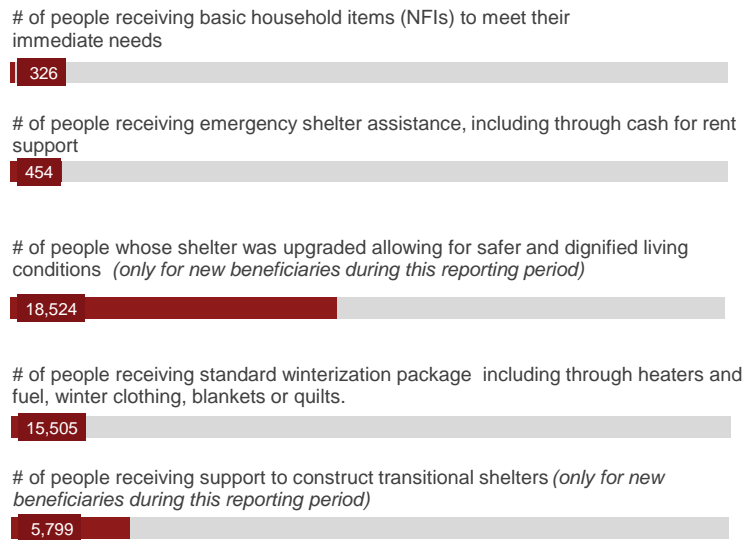 # of people receiving basic household items (NFIs) to meet their
immediate needs
326
# of people receiving emergency shelter assistance, including through cash for rent
support
454
# of people whose shelter was upgraded allowing for safer and dignified living
conditions (only for new beneficiaries during this reporting period)
18,524
# of people receiving standard winterization package including through heaters and
fuel, winter clothing, blankets or quilts.
15,505
# of people receiving support to construct transitional shelters (only for new
beneficiaries during this reporting period)
5,799